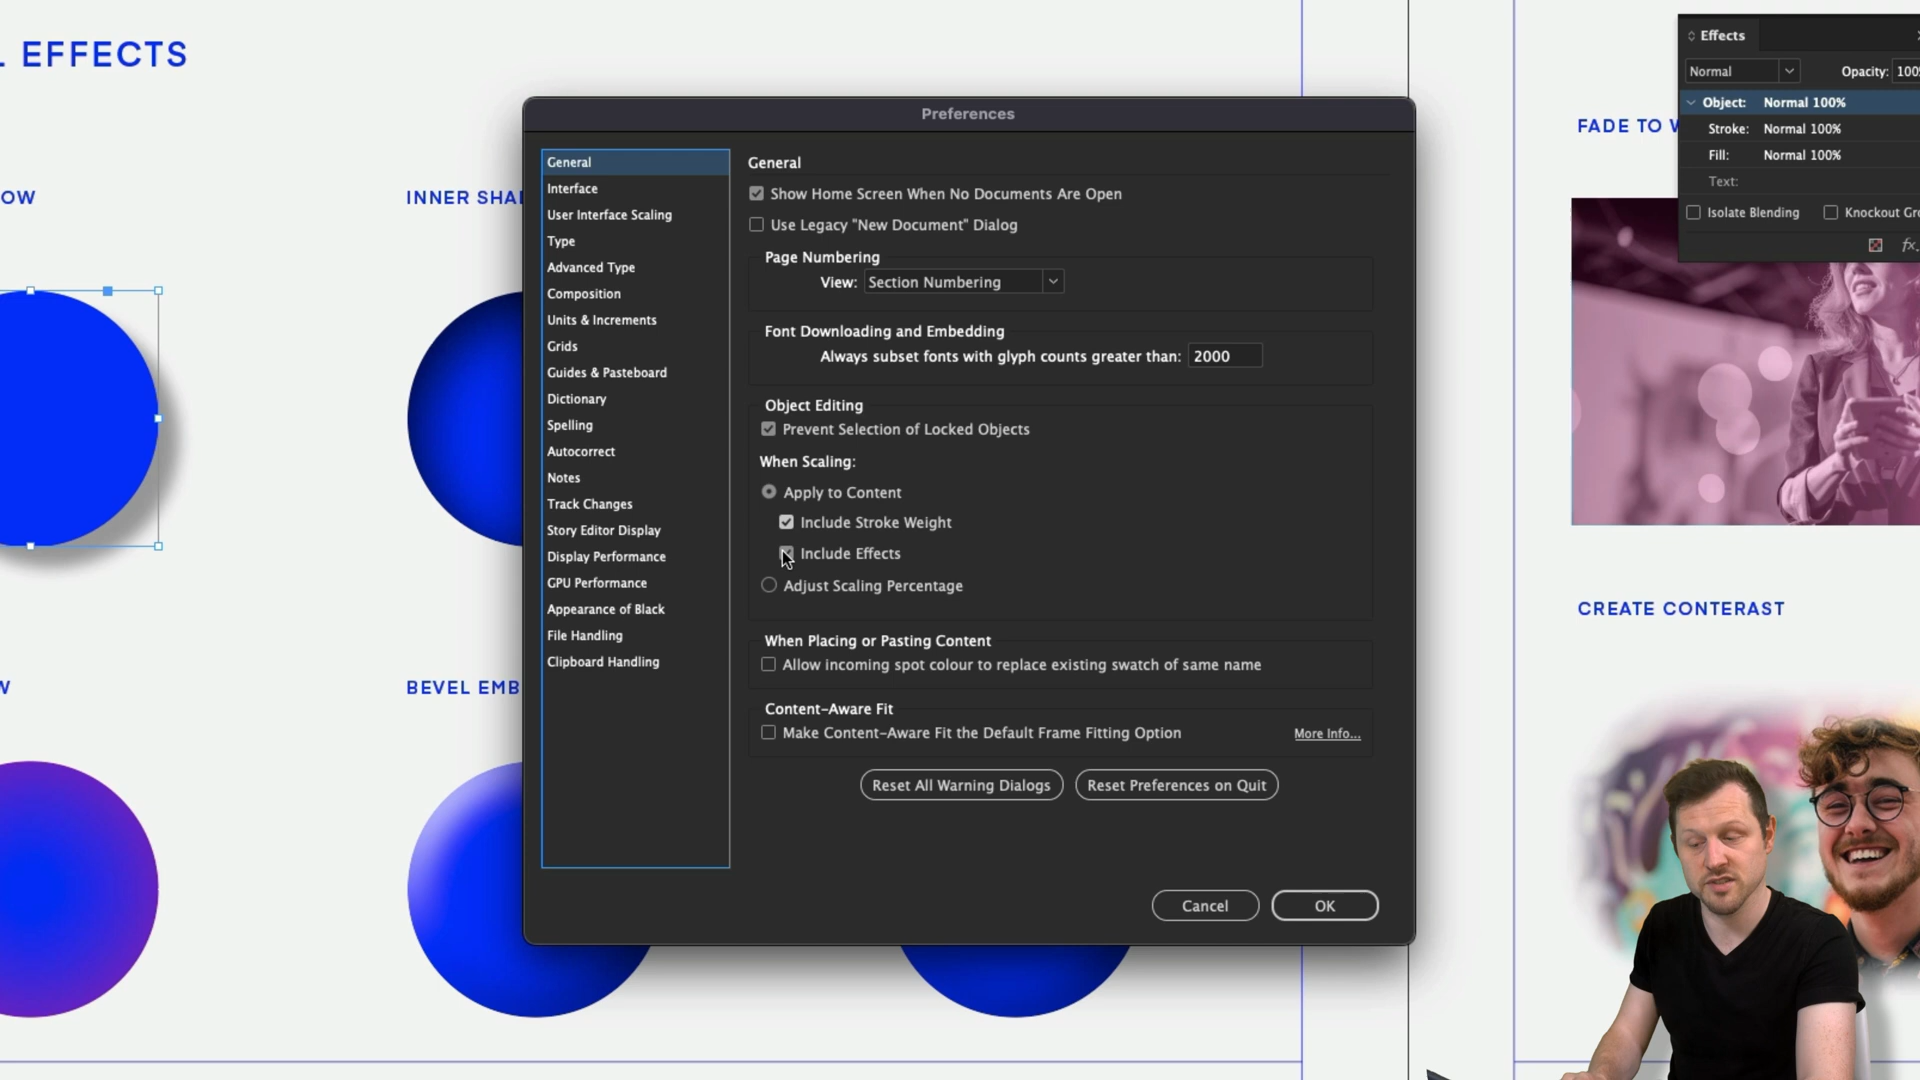 L EFFECTS
Effects
Normal
Opacity: 100%
Object: Normal 100%
Stroke: Normal 100%
Fill: Normal 100%
Text:
Isolate Blending
Knockout Gro
fx.
FADE TO W
OW
INNER SHA
Preferences
General
Interface
User Interface Scaling
Type
Advanced Type
Composition
Units & Increments
Grids
Guides & Pasteboard
Dictionary
Spelling
Autocorrect
Notes
Track Changes
Story Editor Display
Display Performance
GPU Performance
Appearance of Black
File Handling
Clipboard Handling
General
Show Home Screen When No Documents Are Open
Use Legacy "New Document" Dialog
Page Numbering
View: Section Numbering
Font Downloading and Embedding
Always subset fonts with glyph counts greater than: 2000
Object Editing
Prevent Selection of Locked Objects
When Scaling:
Apply to Content
Include Stroke Weight
Include Effects
Adjust Scaling Percentage
When Placing or Pasting Content
Allow incoming spot colour to replace existing swatch of same name
Content-Aware Fit
Make Content-Aware Fit the Default Frame Fitting Option
More Info...
Reset All Warning Dialogs
Reset Preferences on Quit
Cancel
OK
CREATE CONTERAST
W
BEVEL EMB